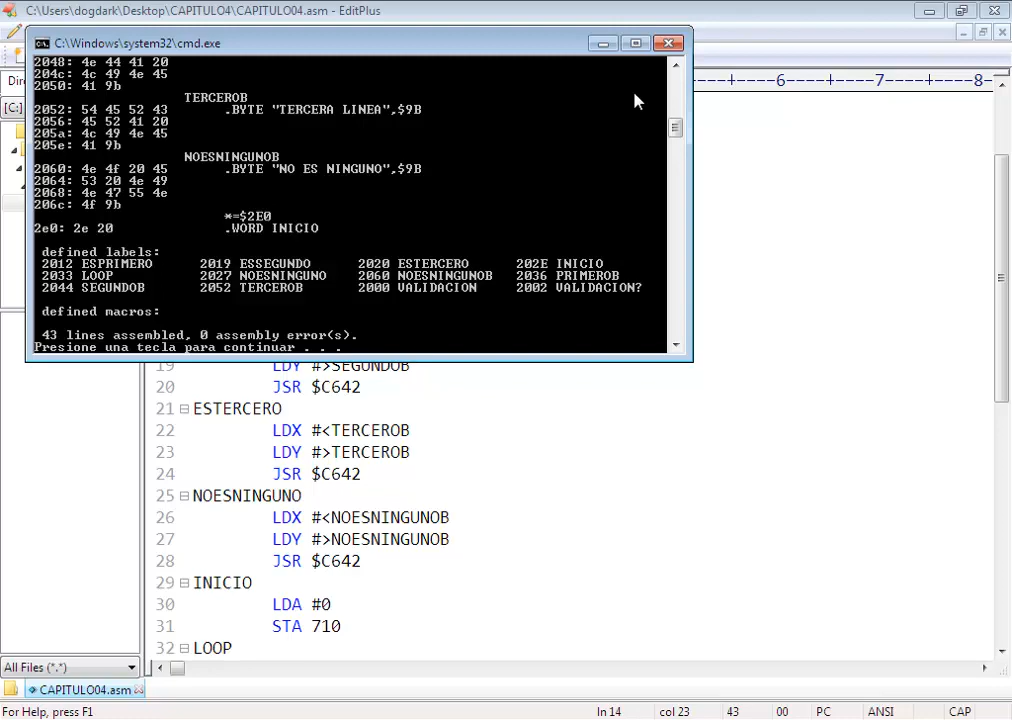 C:\Users\dogdark\Desktop\CAPITULO4\CAPITULO04.asm - EditPlus
C:\Windows\system32\cmd.exe
2048: 4e 44 41 20
204c: 4c 49 4e 45
2050: 41 9b
TERCEROB
2052: 54 45 52 43 .BYTE "TERCERA LINEA",$9B
2056: 45 52 41 20
205a: 4c 49 4e 45
205e: 41 9b
NOESNINGUNOB
2060: 4e 4f 20 45 .BYTE "NO ES NINGUNO",$9B
2064: 53 20 4e 49
2068: 4e 47 55 4e
206c: 4f 9b
*=$2E0
2e0: 2e 20 .WORD INICIO
defined labels:
2012 ESPRIMERO 2019 ESSEGUNDO 2020 ESTERCERO 202E INICIO
2033 LOOP 2027 NOESNINGUNO 2060 NOESNINGUNOB 2036 PRIMEROB
2044 SEGUNDOB 2052 TERCEROB 2000 VALIDACION 2002 VALIDACION?
defined macros:
43 lines assembled, 0 assembly error(s).
Presione una tecla para continuar . . .
Dir
[C:]
----+----6----+----7----+----8-
19 LDY #>SEGUNDOB
20 JSR $C642
21 ESTERCERO
22 LDX #<TERCEROB
23 LDY #>TERCEROB
24 JSR $C642
25 NOESNINGUNO
26 LDX #<NOESNINGUNOB
27 LDY #>NOESNINGUNOB
28 JSR $C642
29 INICIO
30 LDA #0
31 STA 710
32 LOOP
All Files (*.*)
CAPITULO04.asm
For Help, press F1 ln 14 col 23 43 00 PC ANSI CAP